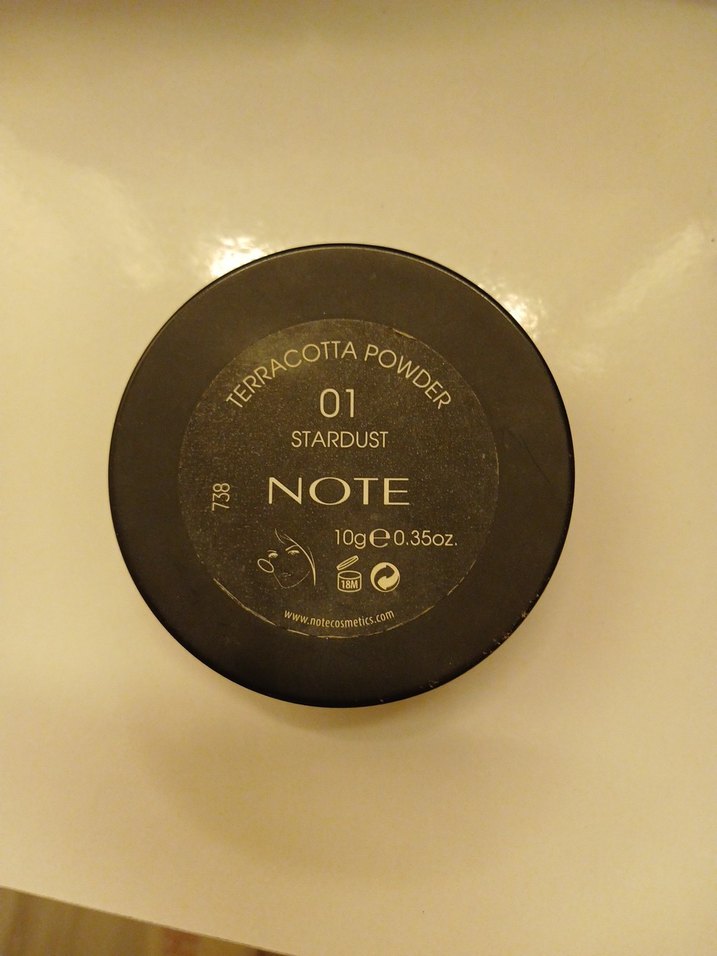 TERRACOTTA POWDER
01
STARDUST
738
NOTE
10g e 0.35oz.
18M
www.notecosmetics.com